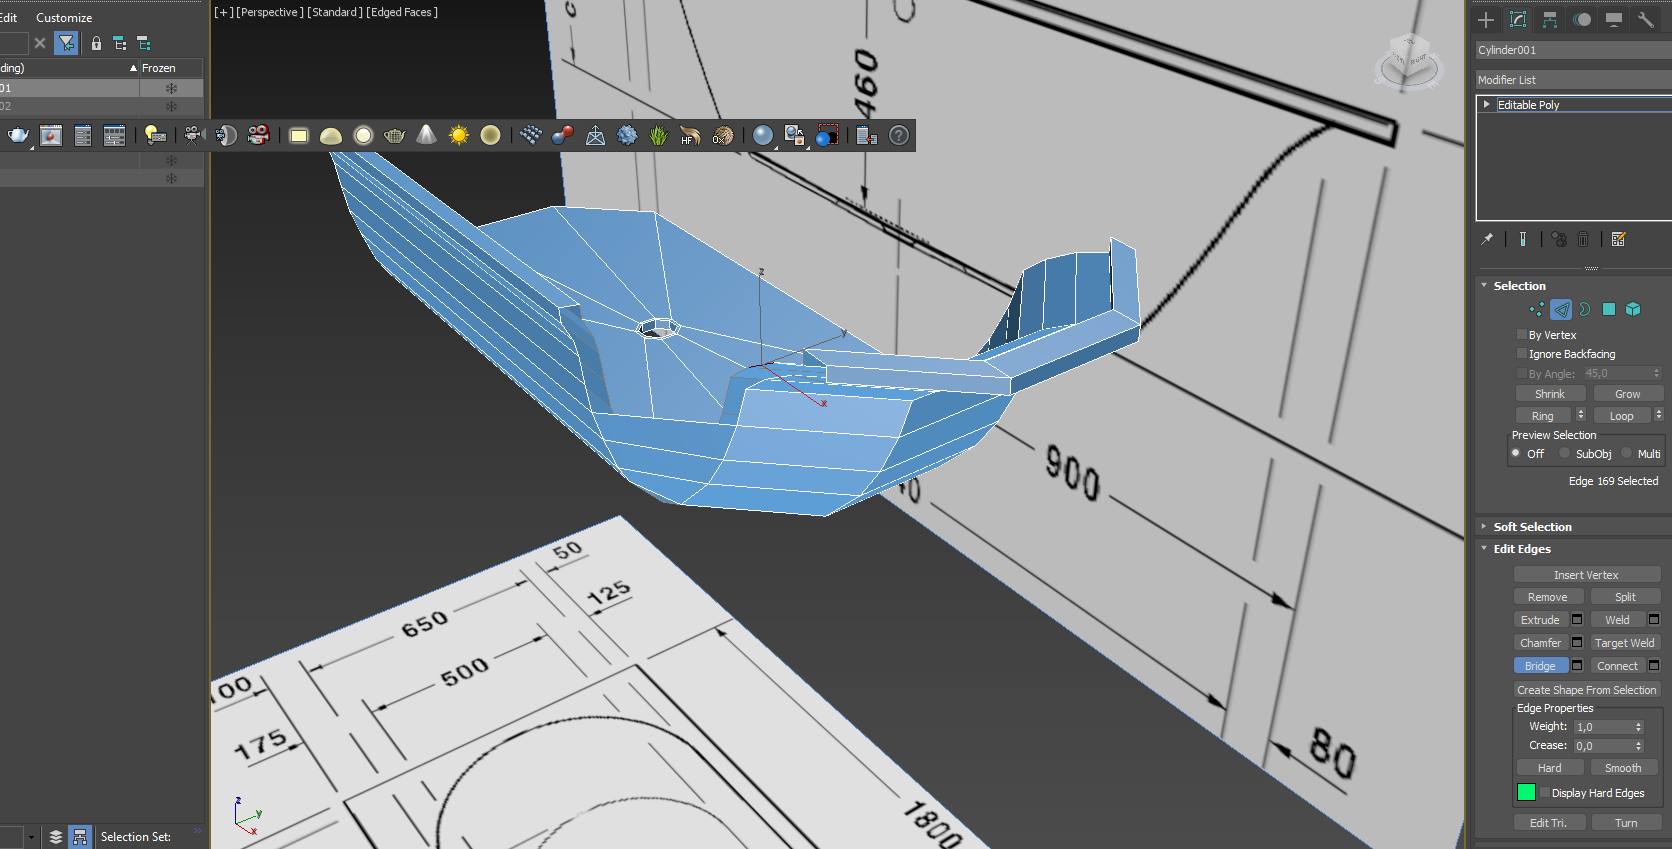 Edit
Customize
[+] [Perspective ] [Standard ] [Edged Faces ]
ding)
Frozen
01
02
HF
460
Cylinder001
Modifier List
Editable Poly
Selection
By Vertex
Ignore Backfacing
By Angle:
45,0
Shrink
Grow
Ring
Loop
Preview Selection
Off
SubObj
Multi
Edge 169 Selected
Soft Selection
Edit Edges
Insert Vertex
Remove
Split
Extrude
Weld
Chamfer
Target Weld
Bridge
Connect
Create Shape From Selection
Edge Properties
Weight:
1,0
Crease:
0,0
Hard
Smooth
Display Hard Edges
Edit Tri.
Turn
z
y
x
900
40
80
50
125
650
500
100
175
1800
z
y
x
Selection Set: